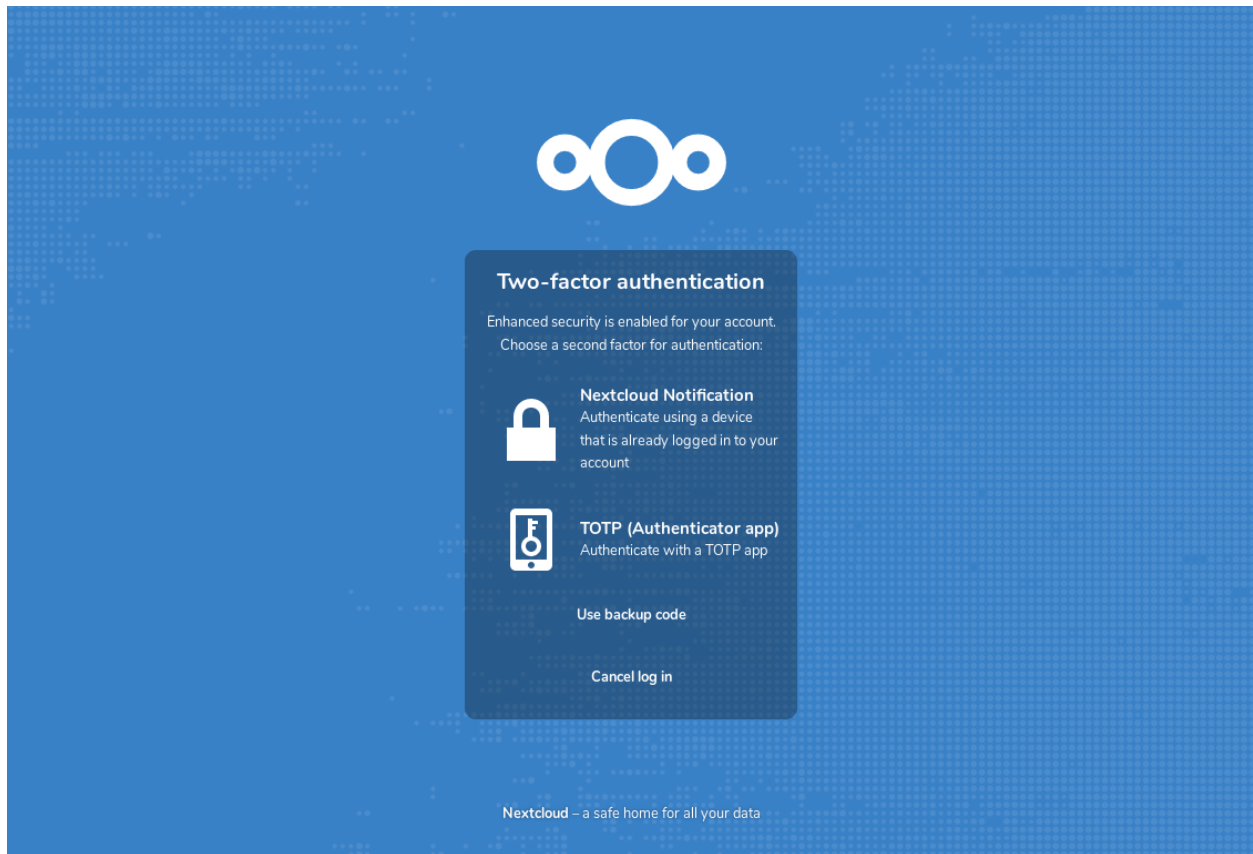 Two-factor authentication
Enhanced security is enabled for your account.
Choose a second factor for authentication:
Nextcloud Notification
Authenticate using a device
that is already logged in to your
account
TOTP (Authenticator app)
Authenticate with a TOTP app
Use backup code
Cancel log in
Nextcloud – a safe home for all your data